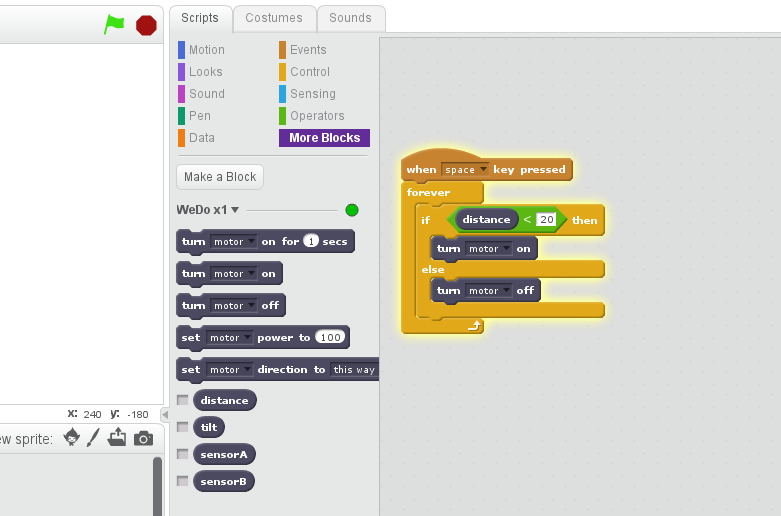 Scripts Costumes Sounds
Motion Events
Looks Control
Sound Sensing
Pen Operators
Data More Blocks
Make a Block
WeDo x1
turn motor on for 1 secs
turn motor on
turn motor off
set motor power to 100
set motor direction to this way
distance
tilt
sensorA
sensorB
x: 240 y: -180
sprite:
when space key pressed
forever
if distance < 20 then
turn motor on
else
turn motor off